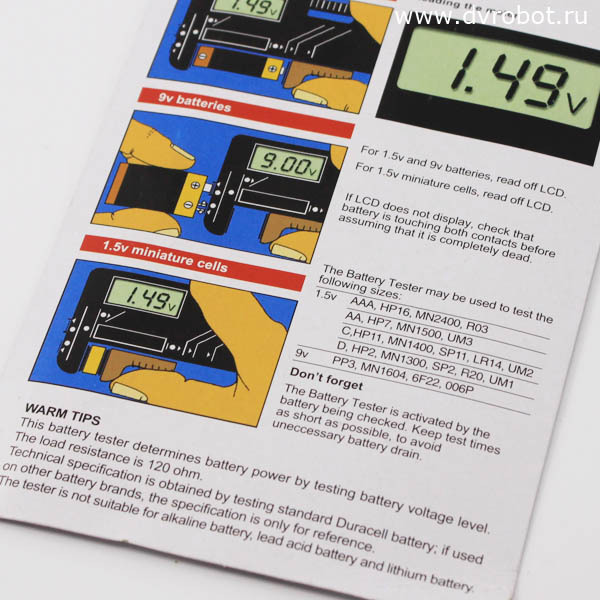 www.dvrobot.ru
reading the meter
1.49v
1.49v
9v batteries
9.00v
For 1.5v and 9v batteries, read off LCD.
For 1.5v miniature cells, read off LCD.
If LCD does not display, check that
battery is touching both contacts before
assuming that it is completely dead.
1.5v miniature cells
1.49v
The Battery Tester may be used to test the
following sizes:
1.5v AAA, HP16, MN2400, R03
AA, HP7, MN1500, UM3
C,HP11, MN1400, SP11, LR14, UM2
D, HP2, MN1300, SP2, R20, UM1
9v PP3, MN1604, 6F22, 006P
Don't forget
The Battery Tester is activated by the
battery being checked. Keep test times
as short as possible, to avoid
uneccessary battery drain.
WARM TIPS
This battery tester determines battery power by testing battery voltage level.
The load resistance is 120 ohm.
Technical specification is obtained by testing standard Duracell battery; if used
on other battery brands, the specification is only for reference.
The tester is not suitable for alkaline battery, lead acid battery and lithium battery.